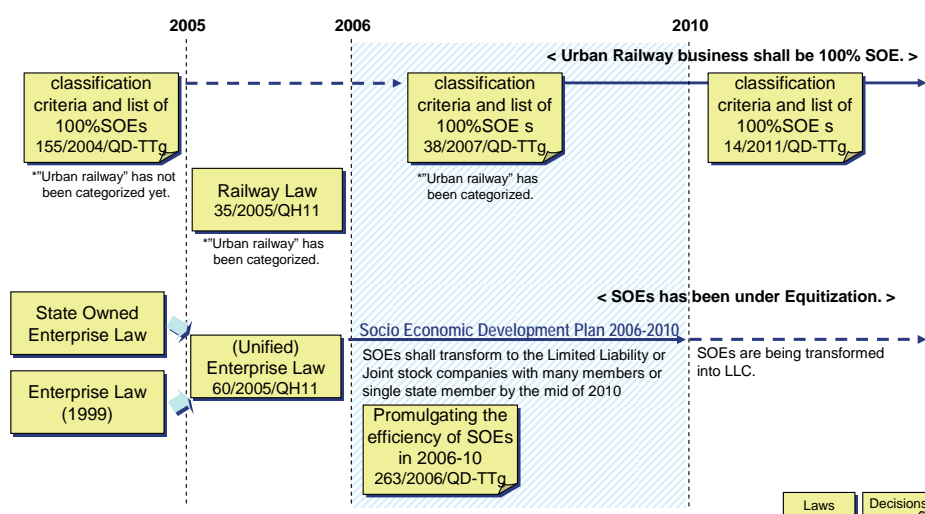 2005
2006
2010
< Urban Railway business shall be 100% SOE. >
classification
criteria and list of
100%SOEs
155/2004/QD-TTg
*"Urban railway" has not
been categorized yet.
classification
criteria and list of
100%SOE s
38/2007/QD-TTg
*"Urban railway" has
been categorized.
classification
criteria and list of
100%SOE s
14/2011/QD-TTg
Railway Law
35/2005/QH11
*"Urban railway" has
been categorized.
< SOEs has been under Equitization. >
State Owned
Enterprise Law
Enterprise Law
(1999)
(Unified)
Enterprise Law
60/2005/QH11
Socio Economic Development Plan 2006-2010
SOEs shall transform to the Limited Liability or
Joint stock companies with many members or
single state member by the mid of 2010
SOEs are being transformed
into LLC.
Promulgating the
efficiency of SOEs
in 2006-10
263/2006/QD-TTg
Laws
Decisions